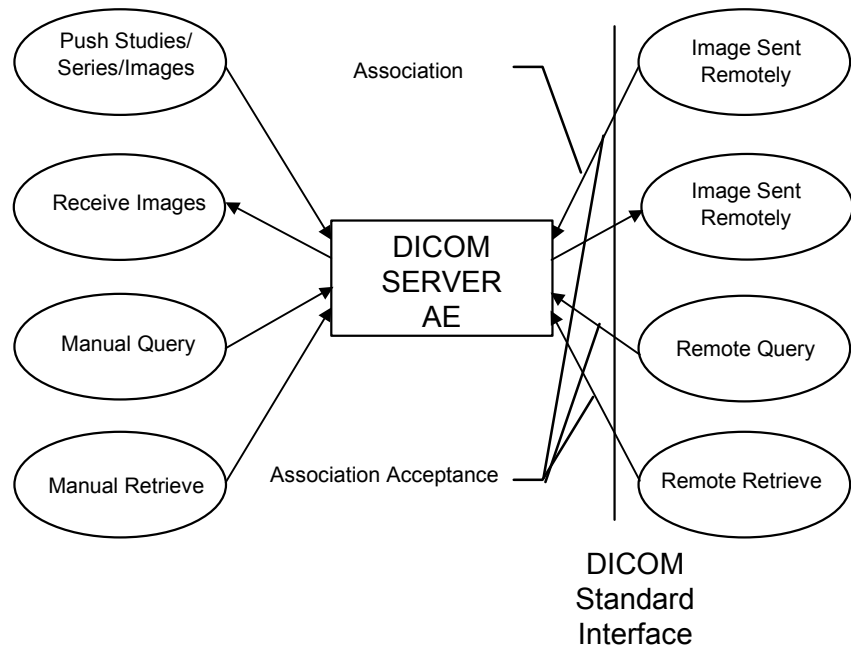 Push Studies/
Series/Images
Association
Image Sent
Remotely
Receive Images
Image Sent
Remotely
DICOM
SERVER
AE
Manual Query
Remote Query
Manual Retrieve
Association Acceptance
Remote Retrieve
DICOM
Standard
Interface